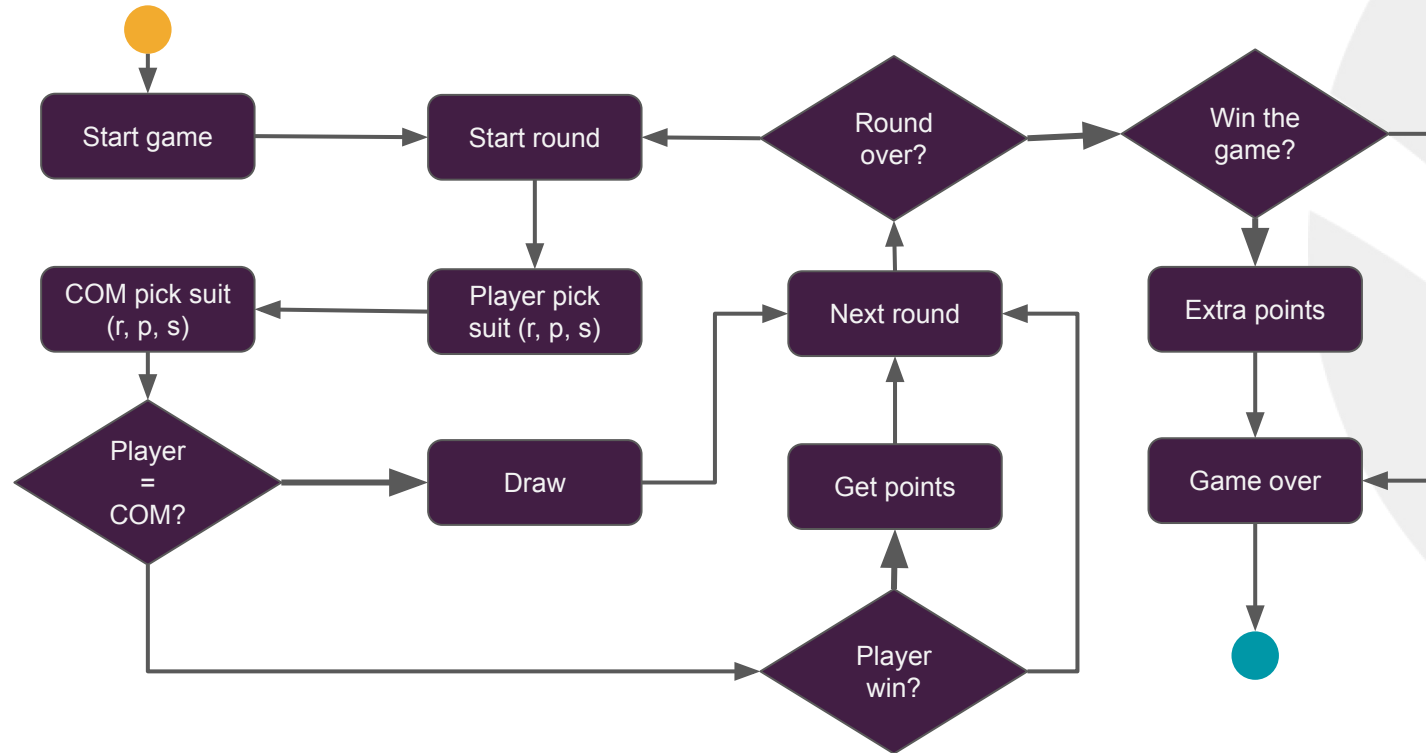 Start game
Start round
Round
over?
Win the
game?
COM pick suit
(r, p, s)
Player pick
suit (r, p, s)
Next round
Extra points
Player
=
COM?
Draw
Get points
Game over
Player
win?